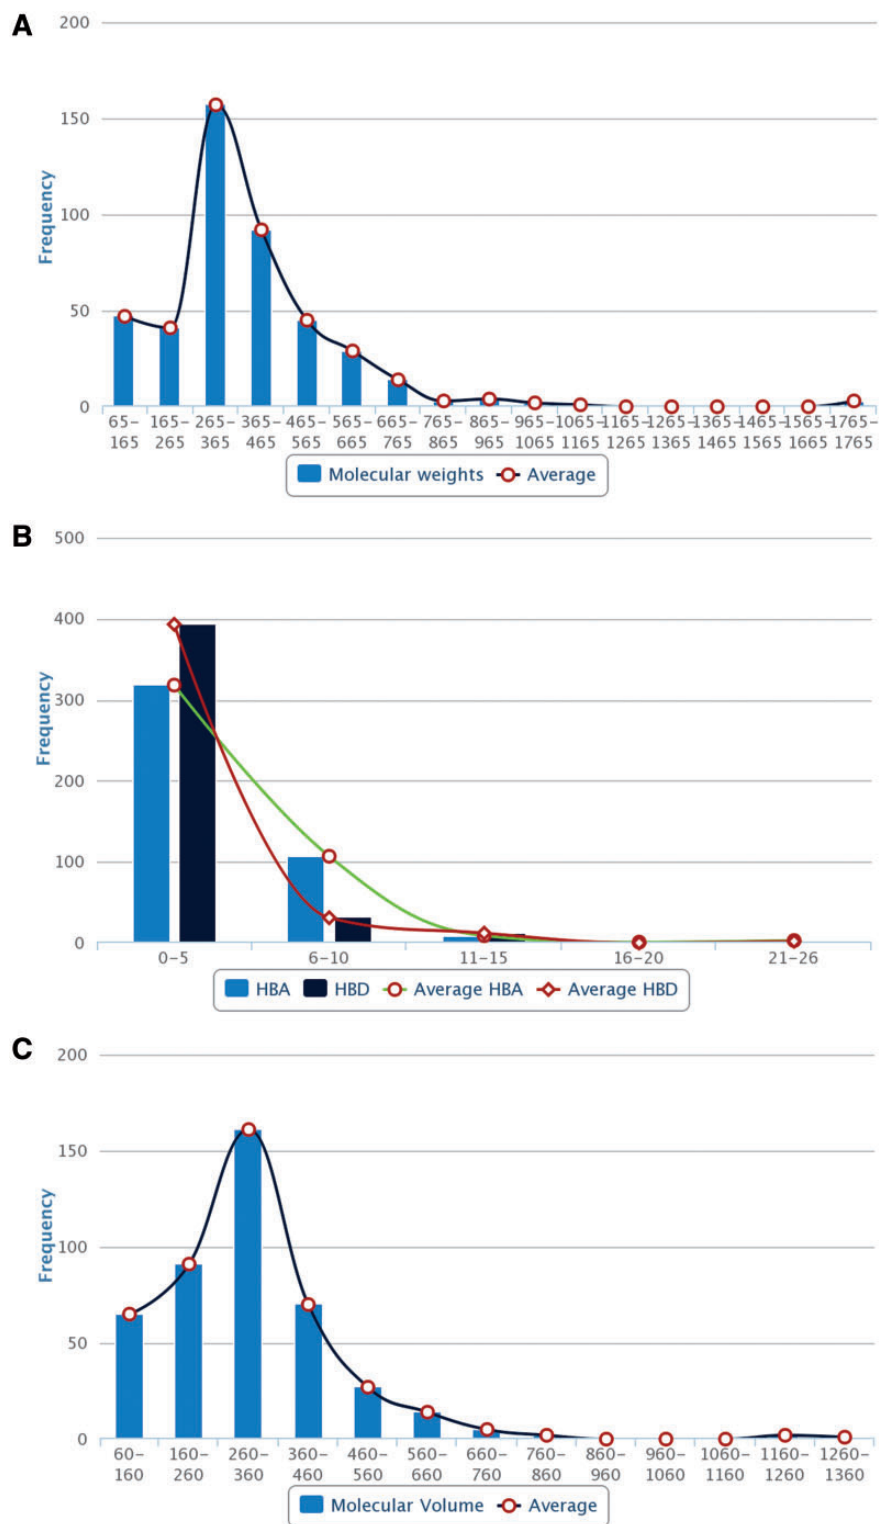 A
200
150
100
50
0
Frequency
65– 165– 265– 365– 465– 565– 665– 765– 865– 965– 1065– 1165– 1265– 1365– 1465– 1565– 1765–
165 265 365 465 565 665 765 865 965 1065 1165 1265 1365 1465 1565 1665 1765
Molecular weights Average
B
500
400
300
200
100
0
Frequency
0–5 6–10 11–15 16–20 21–26
HBA HBD Average HBA Average HBD
C
200
150
100
50
0
Frequency
60– 160– 260– 360– 460– 560– 660– 760– 860– 960– 1060– 1160– 1260–
160 260 360 460 560 660 760 860 960 1060 1160 1260 1360
Molecular Volume Average